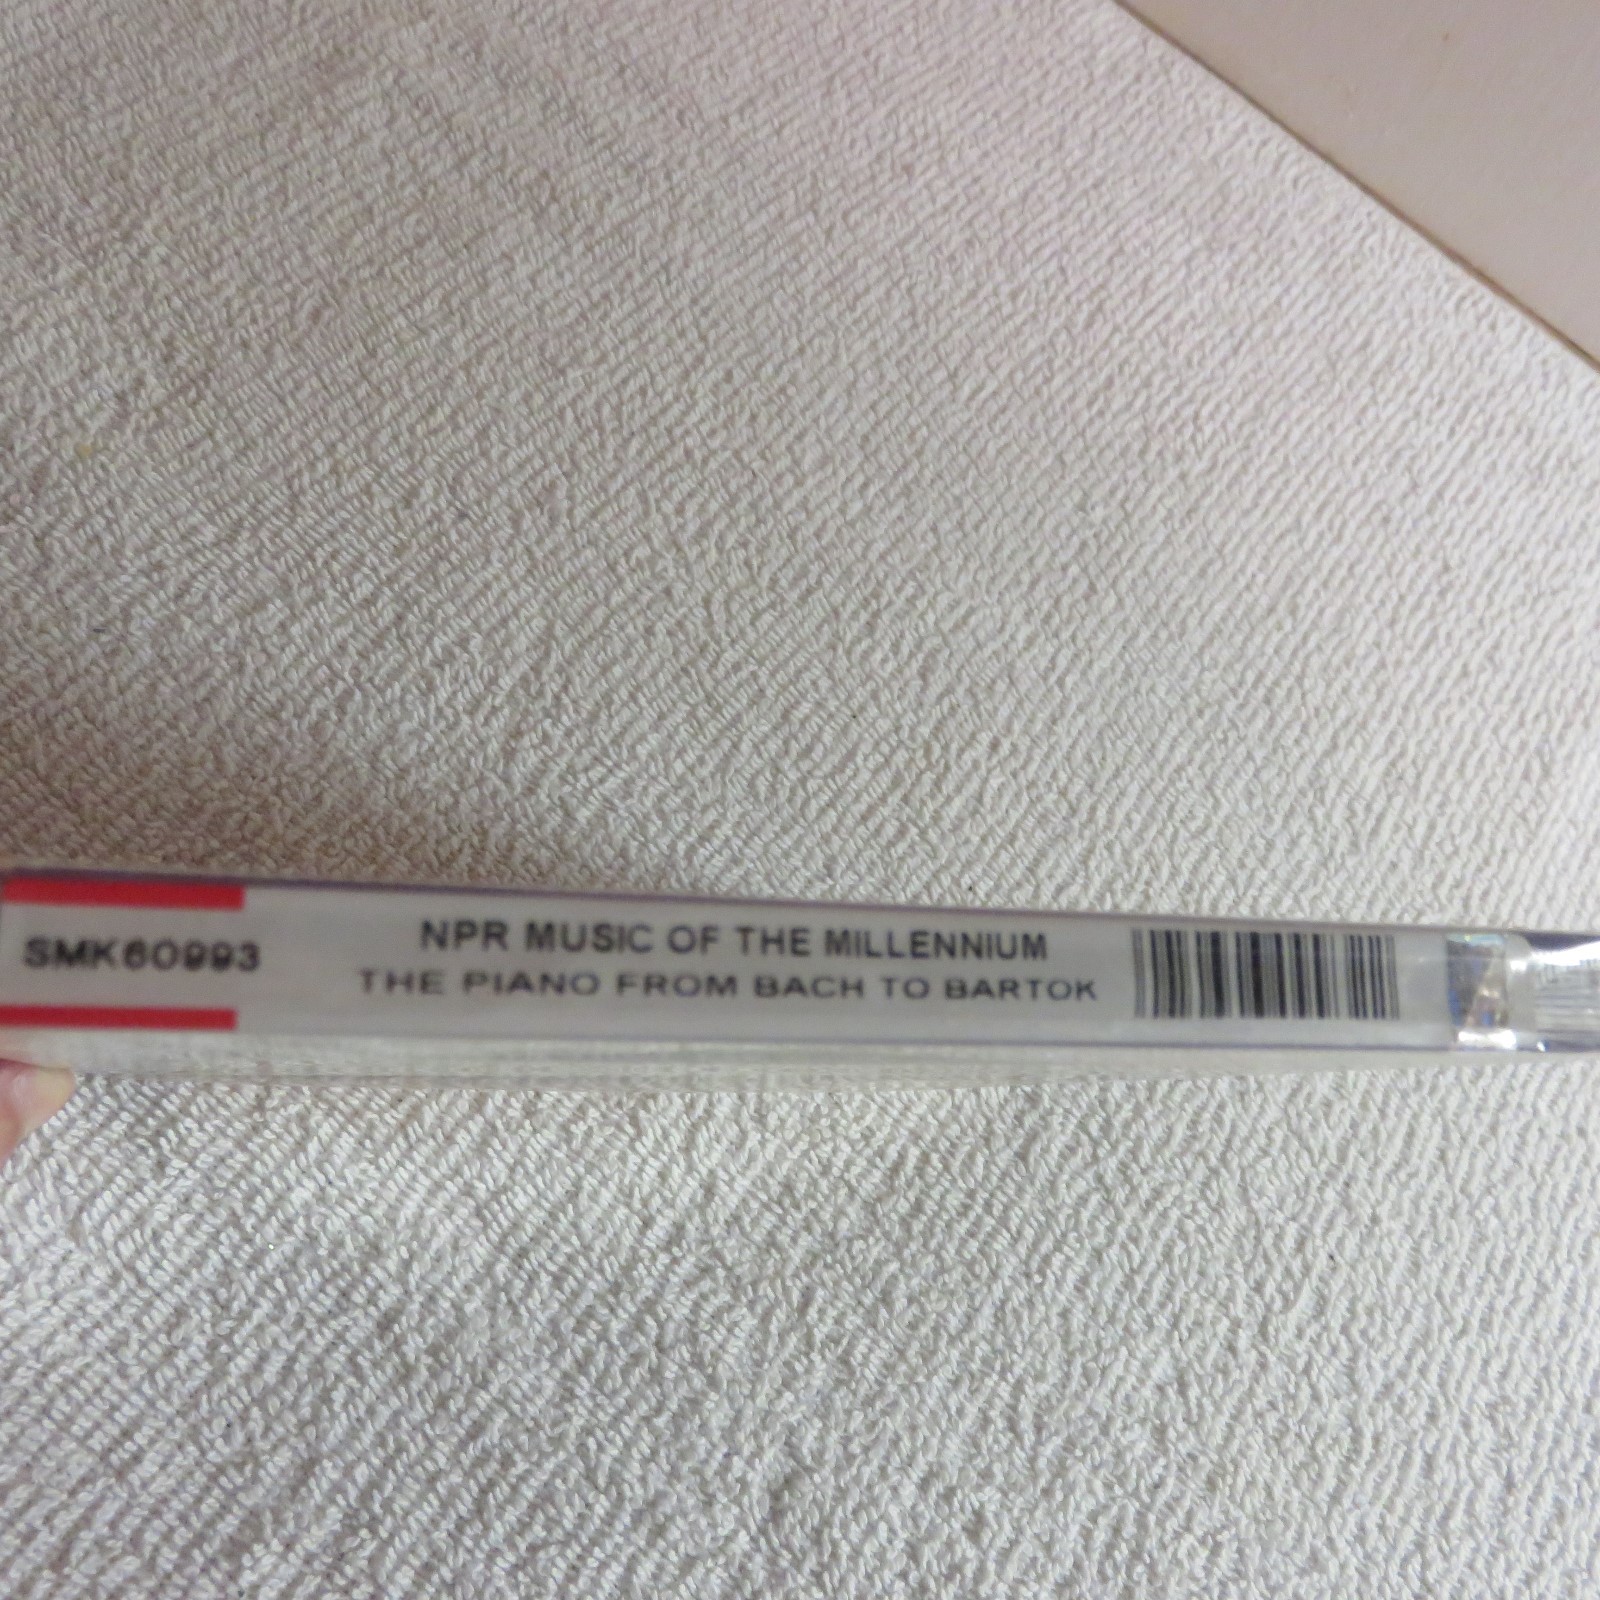 SMK60993
NPR MUSIC OF THE MILLENNIUM
THE PIANO FROM BACH TO BARTOK